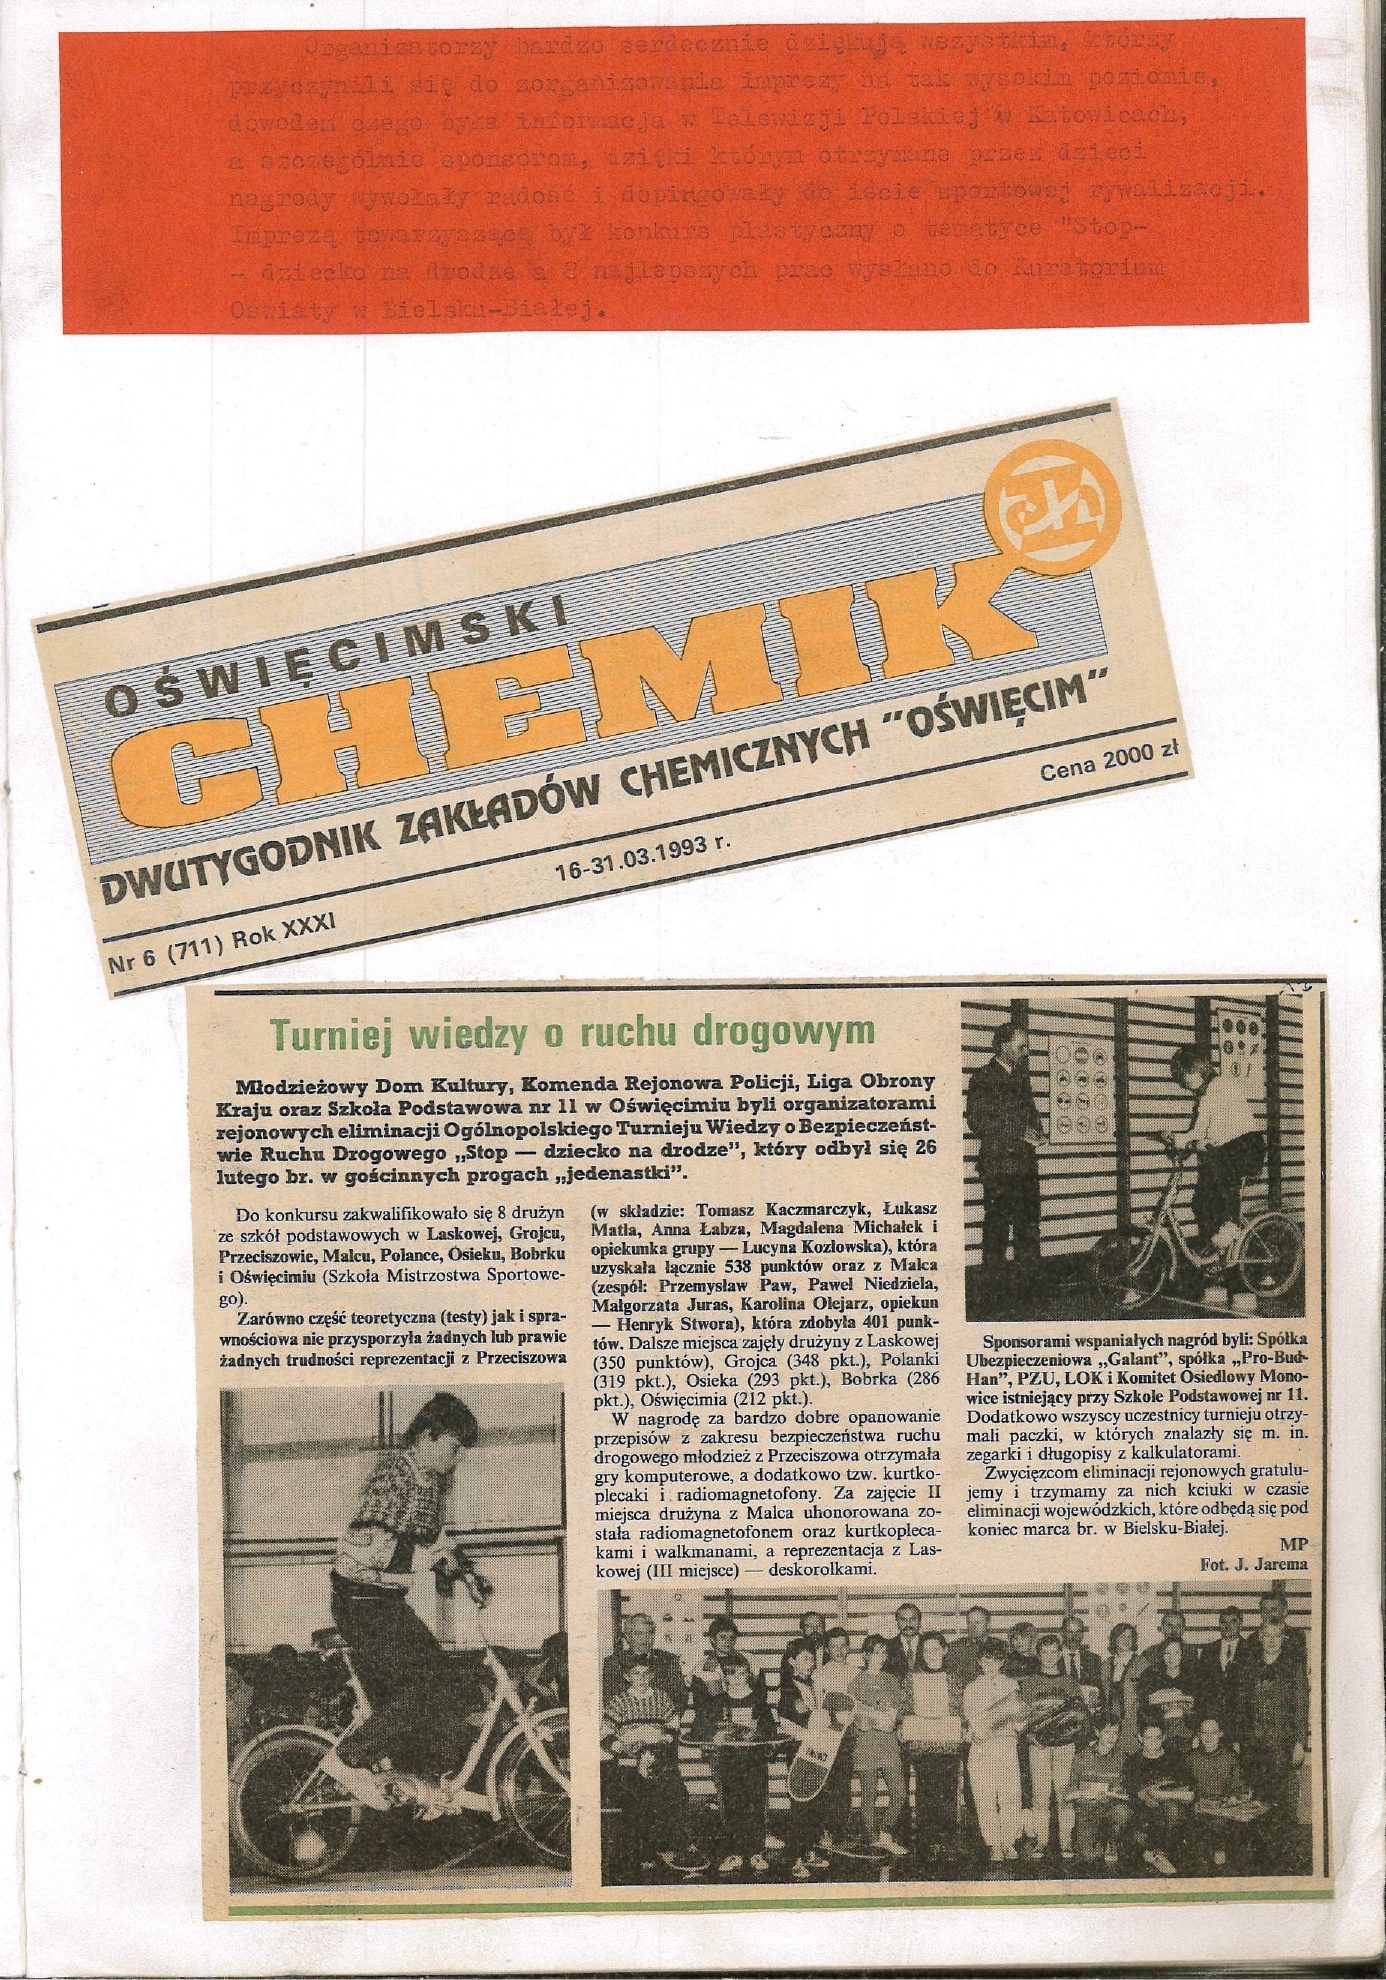 Organizatorzy bardzo serdecznie dziękują wszystkim, którzy
przyczynili się do zorganizowania imprezy na tak wysokim poziomie,
dowodem czego była informacja w Telewizji Polskiej w Katowicach,
a szczególnie sponsorom, dzięki którym otrzymane przez dzieci
nagrody wywołały radość i dopingowały do iście sportowej rywalizacji.
Imprezą towarzyszącą był konkurs plastyczny o tematyce "Stop-
- dziecko na drodze a 8 najlepszych prac wysłano do Kuratorium
Oświaty w Bielsku-Białej.
OŚWIĘCIMSKI
CHEMIK
DWUTYGODNIK ZAKŁADÓW CHEMICZNYCH "OŚWIĘCIM"
Nr 6 (711) Rok XXXI
16-31.03.1993 r.
Cena 2000 zł
Turniej wiedzy o ruchu drogowym
Młodzieżowy Dom Kultury, Komenda Rejonowa Policji, Liga Obrony
Kraju oraz Szkoła Podstawowa nr 11 w Oświęcimiu byli organizatorami
rejonowych eliminacji Ogólnopolskiego Turnieju Wiedzy o Bezpieczeńst-
wie Ruchu Drogowego „Stop — dziecko na drodze”, który odbył się 26
lutego br. w gościnnych progach „jedenastki”.
Do konkursu zakwalifikowało się 8 drużyn
ze szkół podstawowych w Laskowej, Grojcu,
Przeciszowie, Malcu, Polance, Osieku, Bobrku
i Oświęcimiu (Szkoła Mistrzostwa Sportowe-
go).
Zarówno część teoretyczna (testy) jak i spra-
wnościowa nie przysporzyła żadnych lub prawie
żadnych trudności reprezentacji z Przeciszowa
(w składzie: Tomasz Kaczmarczyk, Łukasz
Matla, Anna Łabza, Magdalena Michałek i
opiekunka grupy — Lucyna Kozłowska), która
uzyskała łącznie 538 punktów oraz z Malca
(zespół: Przemysław Paw, Paweł Niedziela,
Małgorzata Juras, Karolina Olejarz, opiekun
— Henryk Stwora), która zdobyła 401 punk-
tów. Dalsze miejsca zajęły drużyny z Laskowej
(350 punktów), Grojca (348 pkt.), Polanki
(319 pkt.), Osieka (293 pkt.), Bobrka (286
pkt.), Oświęcimia (212 pkt.).
W nagrodę za bardzo dobre opanowanie
przepisów z zakresu bezpieczeństwa ruchu
drogowego młodzież z Przeciszowa otrzymała
gry komputerowe, a dodatkowo tzw. kurtko-
plecaki i radiomagnetofony. Za zajęcie II
miejsca drużyna z Malca uhonorowana zo-
stała radiomagnetofonem oraz kurtkopleca-
kami i walkmanami, a reprezentacja z Las-
kowej (III miejsce) — deskorolkami.
Sponsorami wspaniałych nagród byli: Spółka
Ubezpieczeniowa „Galant”, spółka „Pro-Bud-
Han”, PZU, LOK i Komitet Osiedlowy Mono-
wice istniejący przy Szkole Podstawowej nr 11.
Dodatkowo wszyscy uczestnicy turnieju otrzy-
mali paczki, w których znalazły się m. in.
zegarki i długopisy z kalkulatorami.
Zwycięzcom eliminacji rejonowych gratulu-
jemy i trzymamy za nich kciuki w czasie
eliminacji wojewódzkich, które odbędą się pod
koniec marca br. w Bielsku-Białej.
MP
Fot. J. Jarema